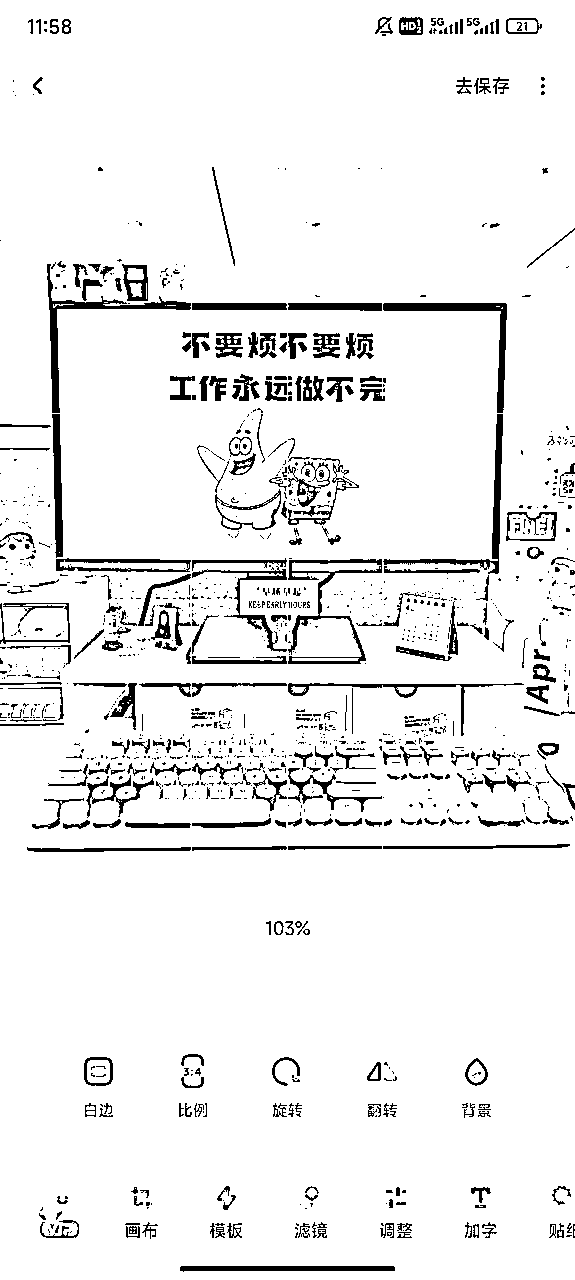 11:58
HD
5G
5G
21
去保存
不要烦不要烦
工作永远做不完
KEEP EARLY HOURS
Apr
103%
3:4
白边
比例
旋转
翻转
背景
画布
模板
滤镜
调整
加字
贴纸